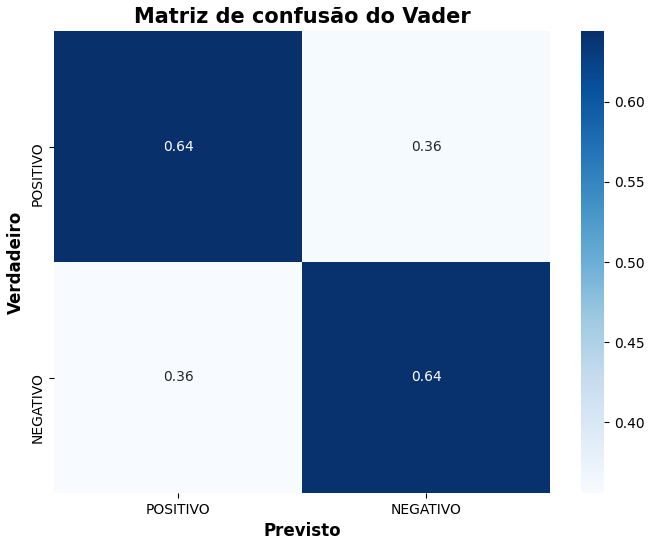 Matriz de confusão do Vader
Verdadeiro
POSITIVO
NEGATIVO
0.64
0.36
0.36
0.64
POSITIVO
NEGATIVO
Previsto
0.60
0.55
0.50
0.45
0.40